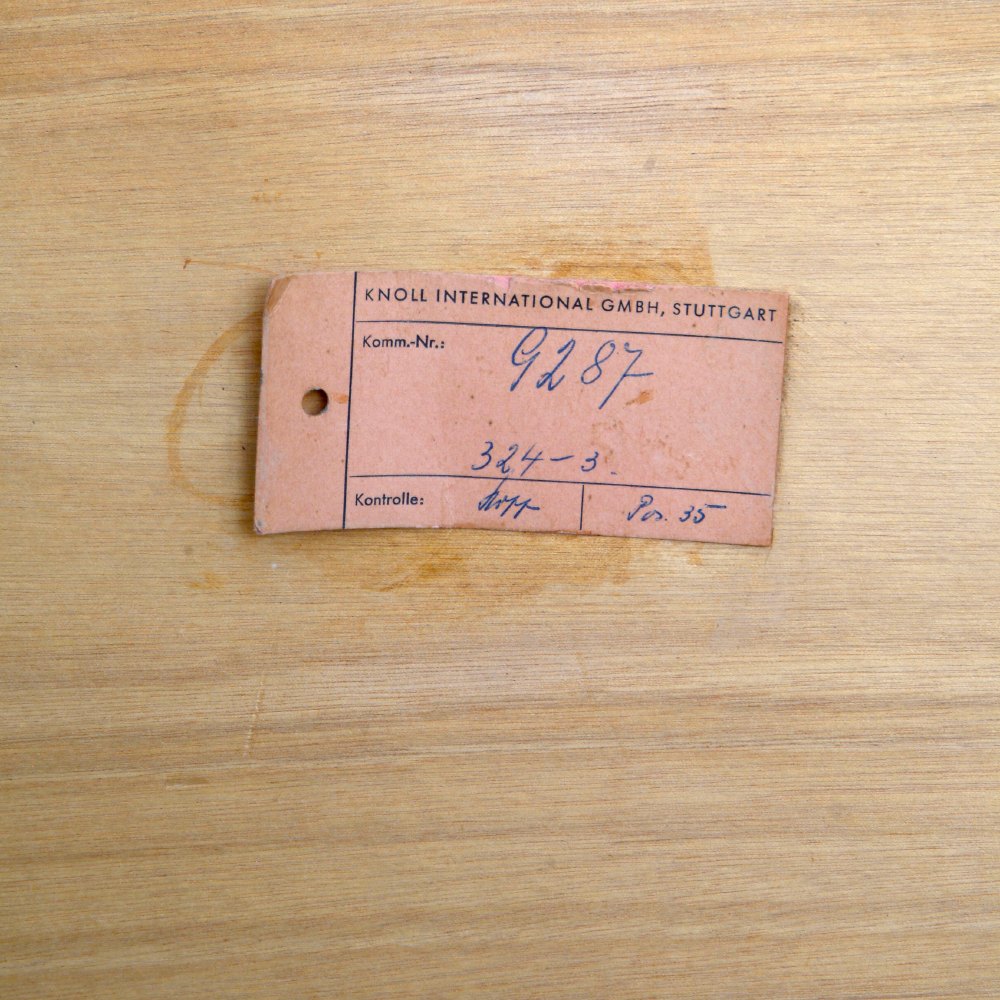 KNOLL INTERNATIONAL GMBH, STUTTGART
Komm.-Nr.: 9287
324-3.
Kontrolle: Pos. 35